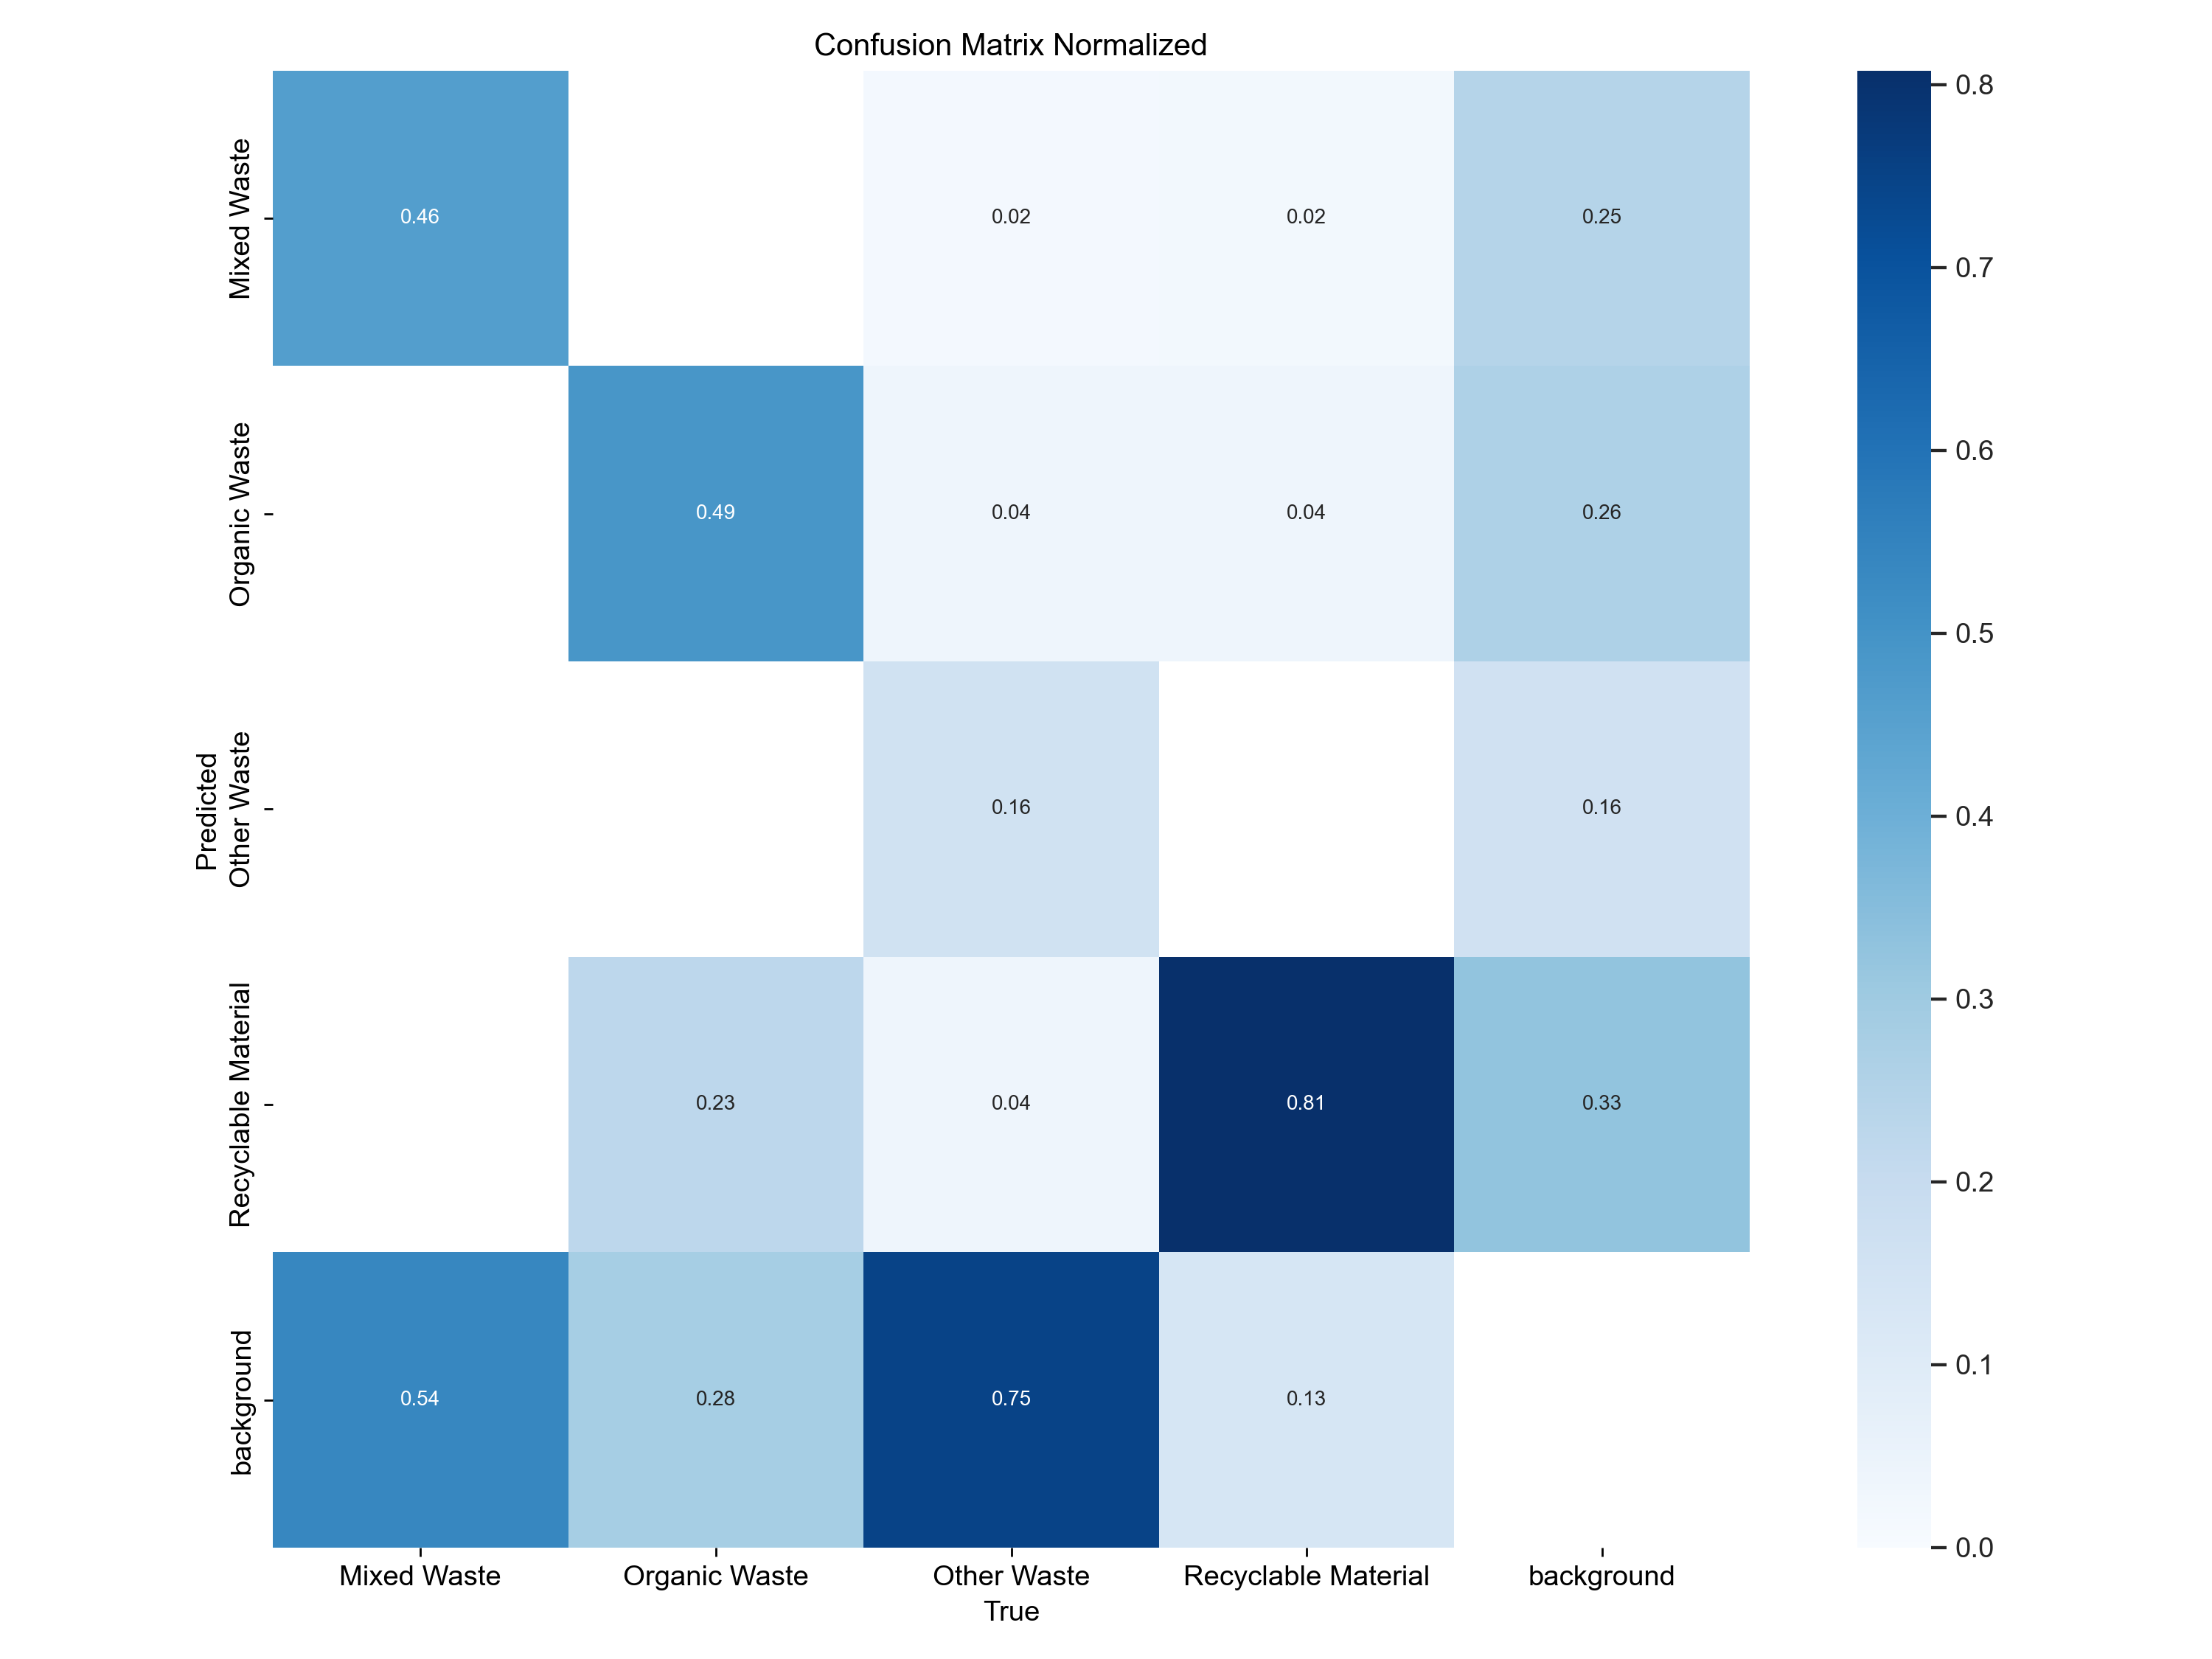 Confusion Matrix Normalized
Mixed Waste
0.46
0.02
0.02
0.25
Organic Waste
0.49
0.04
0.04
0.26
Predicted
Other Waste
0.16
0.16
Recyclable Material
0.23
0.04
0.81
0.33
background
0.54
0.28
0.75
0.13
Mixed Waste
Organic Waste
Other Waste
Recyclable Material
background
True
0.8
0.7
0.6
0.5
0.4
0.3
0.2
0.1
0.0